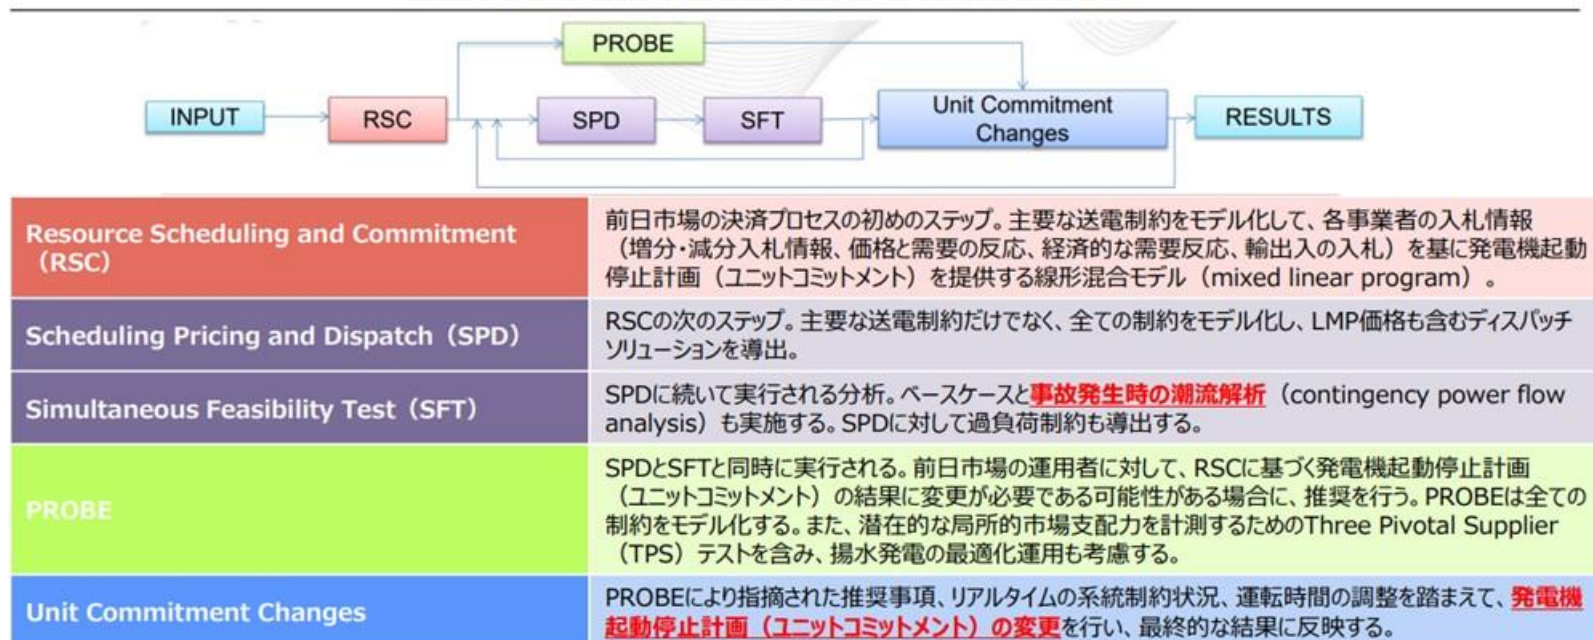 PROBE
INPUT
RSC
SPD
SFT
Unit Commitment
Changes
RESULTS
Resource Scheduling and Commitment
（RSC）
前日市場の決済プロセスの初めのステップ。主要な送電制約をモデル化して、各事業者の入札情報
（増分・減分入札情報、価格と需要の反応、経済的な需要反応、輸出入の入札）を基に発電機起動
停止計画（ユニットコミットメント）を提供する線形混合モデル（mixed linear program）。
Scheduling Pricing and Dispatch（SPD）
RSCの次のステップ。主要な送電制約だけでなく、全ての制約をモデル化し、LMP価格も含むディスパッチ
ソリューションを導出。
Simultaneous Feasibility Test（SFT）
SPDに続いて実行される分析。ベースケースと事故発生時の潮流解析（contingency power flow
analysis）も実施する。SPDに対して過負荷制約も導出する。
PROBE
SPDとSFTと同時に実行される。前日市場の運用者に対して、RSCに基づく発電機起動停止計画
（ユニットコミットメント）の結果に変更が必要である可能性がある場合に、推奨を行う。PROBEは全ての
制約をモデル化する。また、潜在的な局所的市場支配力を計測するためのThree Pivotal Supplier
（TPS）テストを含み、揚水発電の最適化運用も考慮する。
Unit Commitment Changes
PROBEにより指摘された推奨事項、リアルタイムの系統制約状況、運転時間の調整を踏まえて、発電機
起動停止計画（ユニットコミットメント）の変更を行い、最終的な結果に反映する。